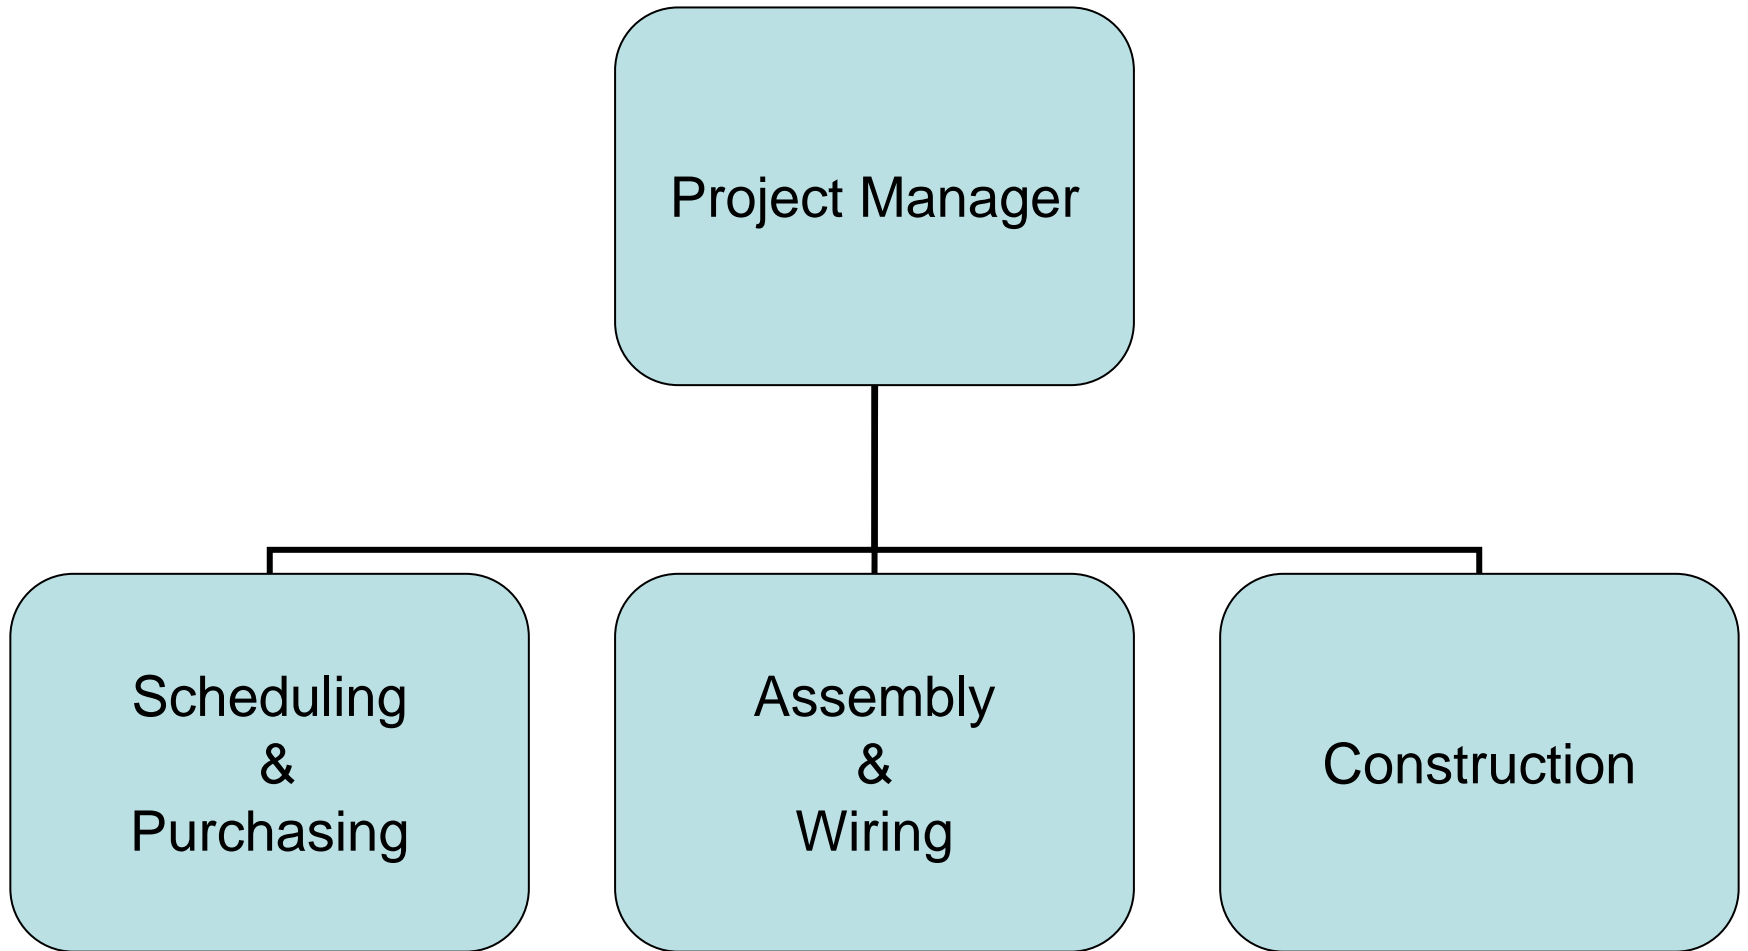 Project Manager
Scheduling
&
Purchasing
Assembly
&
Wiring
Construction